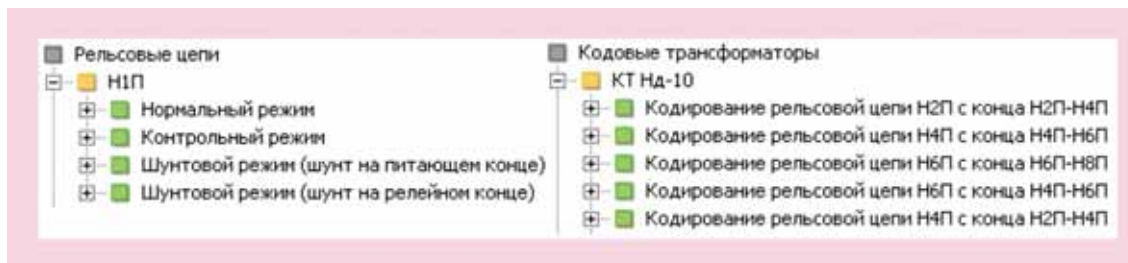 Рельсовые цепи
Н1П
Нормальный режим
Контрольный режим
Шунтовой режим (шунт на питающем конце)
Шунтовой режим (шунт на релейном конце)
Кодовые трансформаторы
КТ Нд-10
Кодирование рельсовой цепи Н2П с конца Н2П-Н4П
Кодирование рельсовой цепи Н4П с конца Н4П-Н6П
Кодирование рельсовой цепи Н6П с конца Н6П-Н8П
Кодирование рельсовой цепи Н6П с конца Н4П-Н6П
Кодирование рельсовой цепи Н4П с конца Н2П-Н4П